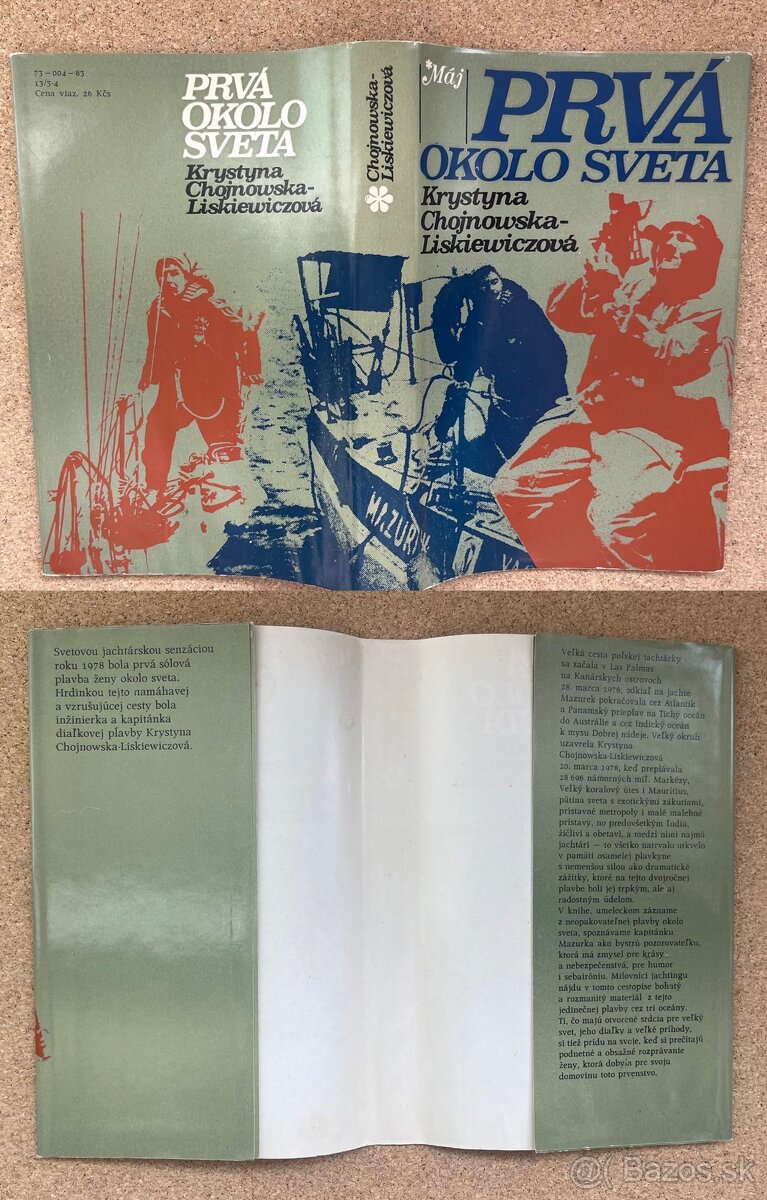 73 – 004 – 83
13/3-4
Cena viaz. 26 Kčs
PRVÁ
OKOLO
SVETA
Krystyna
Chojnowska-
Liskiewiczová
Chojnowska-
Liskiewiczová
*Máj
PRVÁ
OKOLO SVETA
Krystyna
Chojnowska-
Liskiewiczová
MAZUREK
Svetovou jachtárskou senzáciou
roku 1978 bola prvá sólová
plavba ženy okolo sveta.
Hrdinkou tejto namáhavej
a vzrušujúcej cesty bola
inžinierka a kapitánka
diaľkovej plavby Krystyna
Chojnowska-Liskiewiczová.
Veľká cesta poľskej jachtárky
sa začala v Las Palmas
na Kanárskych ostrovoch
28. marca 1976, odkiaľ na jachte
Mazurek pokračovala cez Atlantik
a Panamský prieplav na Tichý oceán
do Austrálie a cez Indický oceán
k mysu Dobrej nádeje. Veľký okruh
uzavrela Krystyna
Chojnowska-Liskiewiczová
20. marca 1978, keď preplávala
28 696 námorných míľ. Markézy,
Veľký koralový útes i Mauritius,
pätina sveta s exotickými zákutiami,
prístavné metropoly i malé malebné
prístavy, no predovšetkým ľudia,
žičliví a obetaví, a medzi nimi najmä
jachtári — to všetko natrvalo utkvelo
v pamäti osamelej plavkyne
s nemenšou silou ako dramatické
zážitky, ktoré na tejto dvojročnej
plavbe boli jej trpkým, ale aj
radostným údelom.
V knihe, umeleckom zázname
z neopakovateľnej plavby okolo
sveta, spoznávame kapitánku
Mazurka ako bystrú pozorovateľku,
ktorá má zmysel pre krásy
a nebezpečenstvá, pre humor
i sebairóniu. Milovníci jachtingu
nájdu v tomto cestopise bohatý
a rozmanitý materiál z tejto
jedinečnej plavby cez tri oceány.
Tí, čo majú otvorené srdcia pre veľký
svet, jeho diaľky a veľké príhody,
si tiež prídu na svoje, keď si prečítajú
podnetné a obsažné rozprávanie
ženy, ktorá dobyla pre svoju
domovinu toto prvenstvo.
Bazos.sk